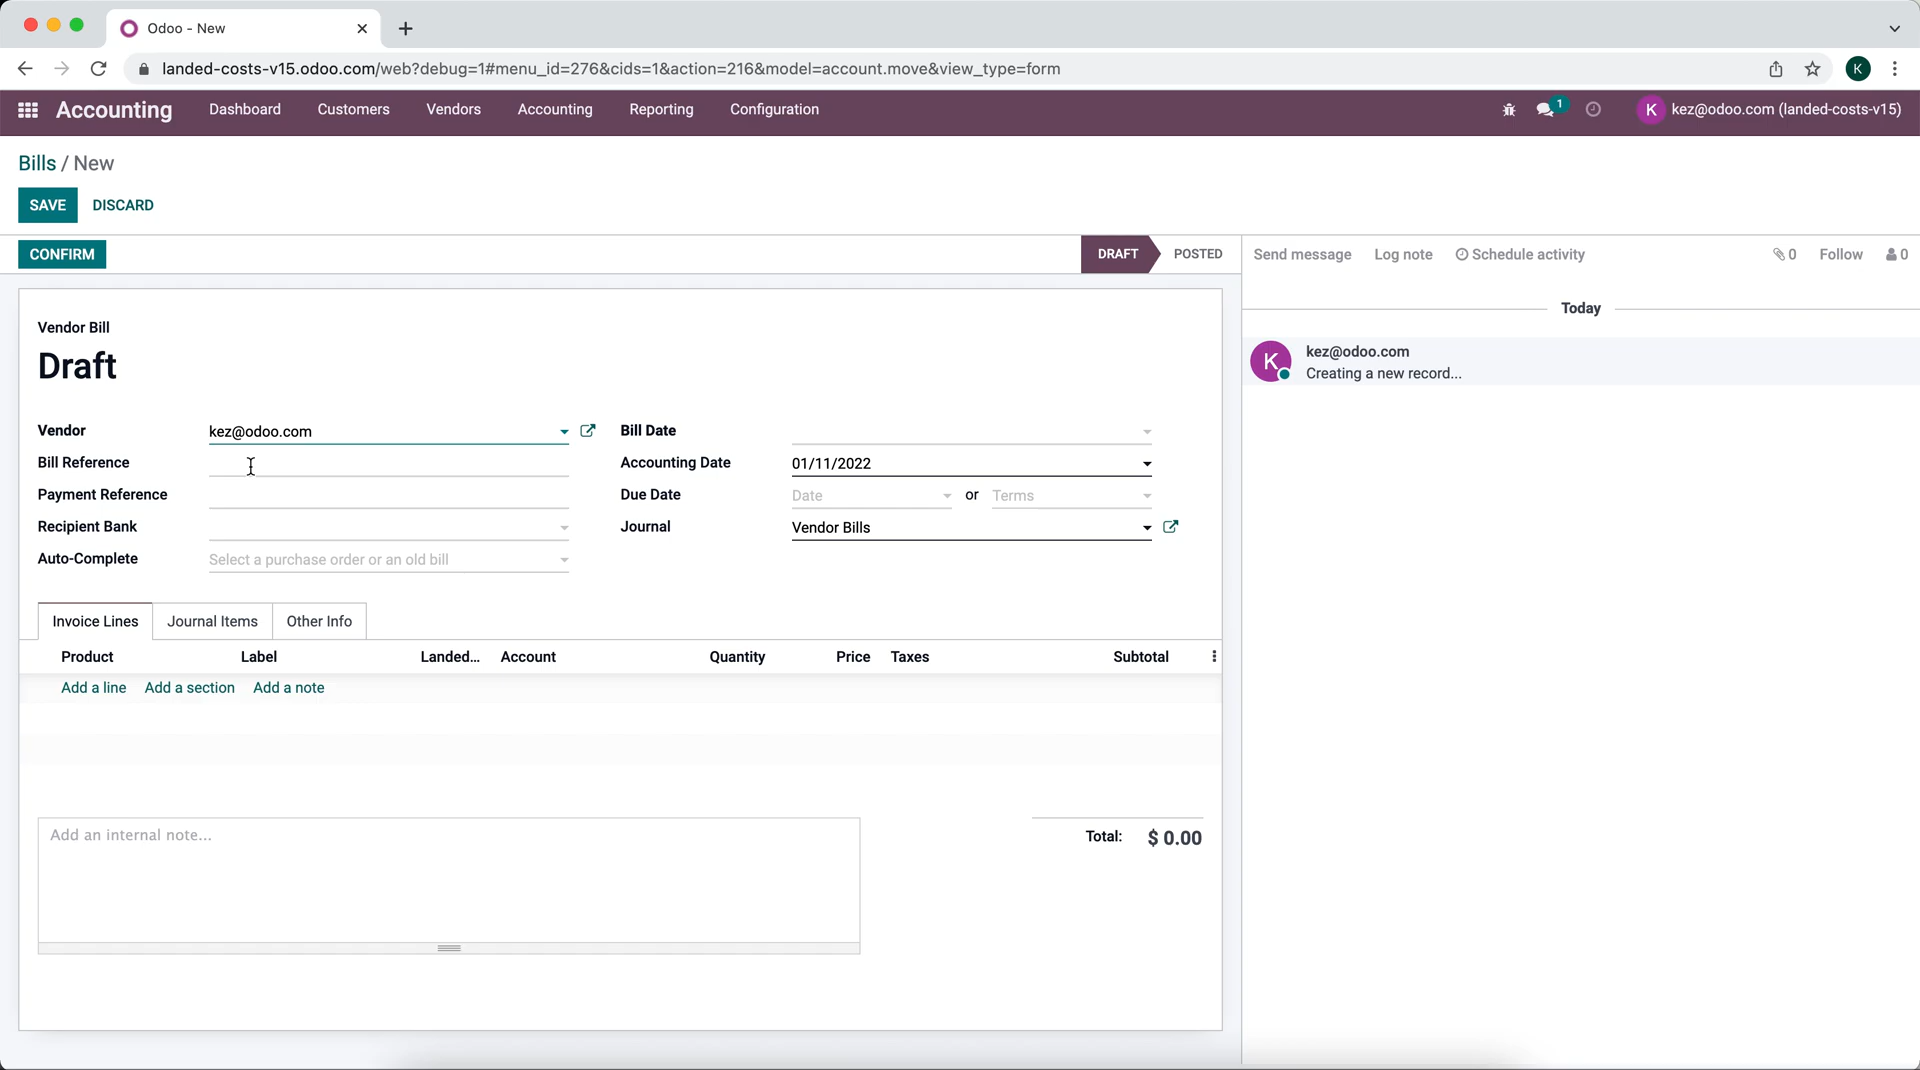 Odoo - New
landed-costs-v15.odoo.com/web?debug=1#menu_id=276&cids=1&action=216&model=account.move&view_type=form
K
Accounting Dashboard Customers Vendors Accounting Reporting Configuration
1
K kez@odoo.com (landed-costs-v15)
Bills / New
SAVE DISCARD
CONFIRM
DRAFT POSTED
Send message Log note Schedule activity 0 Follow 0
Today
K
kez@odoo.com
Creating a new record...
Vendor Bill
Draft
Vendor kez@odoo.com
Bill Reference
Payment Reference
Recipient Bank
Auto-Complete Select a purchase order or an old bill
Bill Date
Accounting Date 01/11/2022
Due Date Date or Terms
Journal Vendor Bills
Invoice Lines Journal Items Other Info
Product Label Landed... Account Quantity Price Taxes Subtotal
Add a line Add a section Add a note
Add an internal note...
Total: $ 0.00